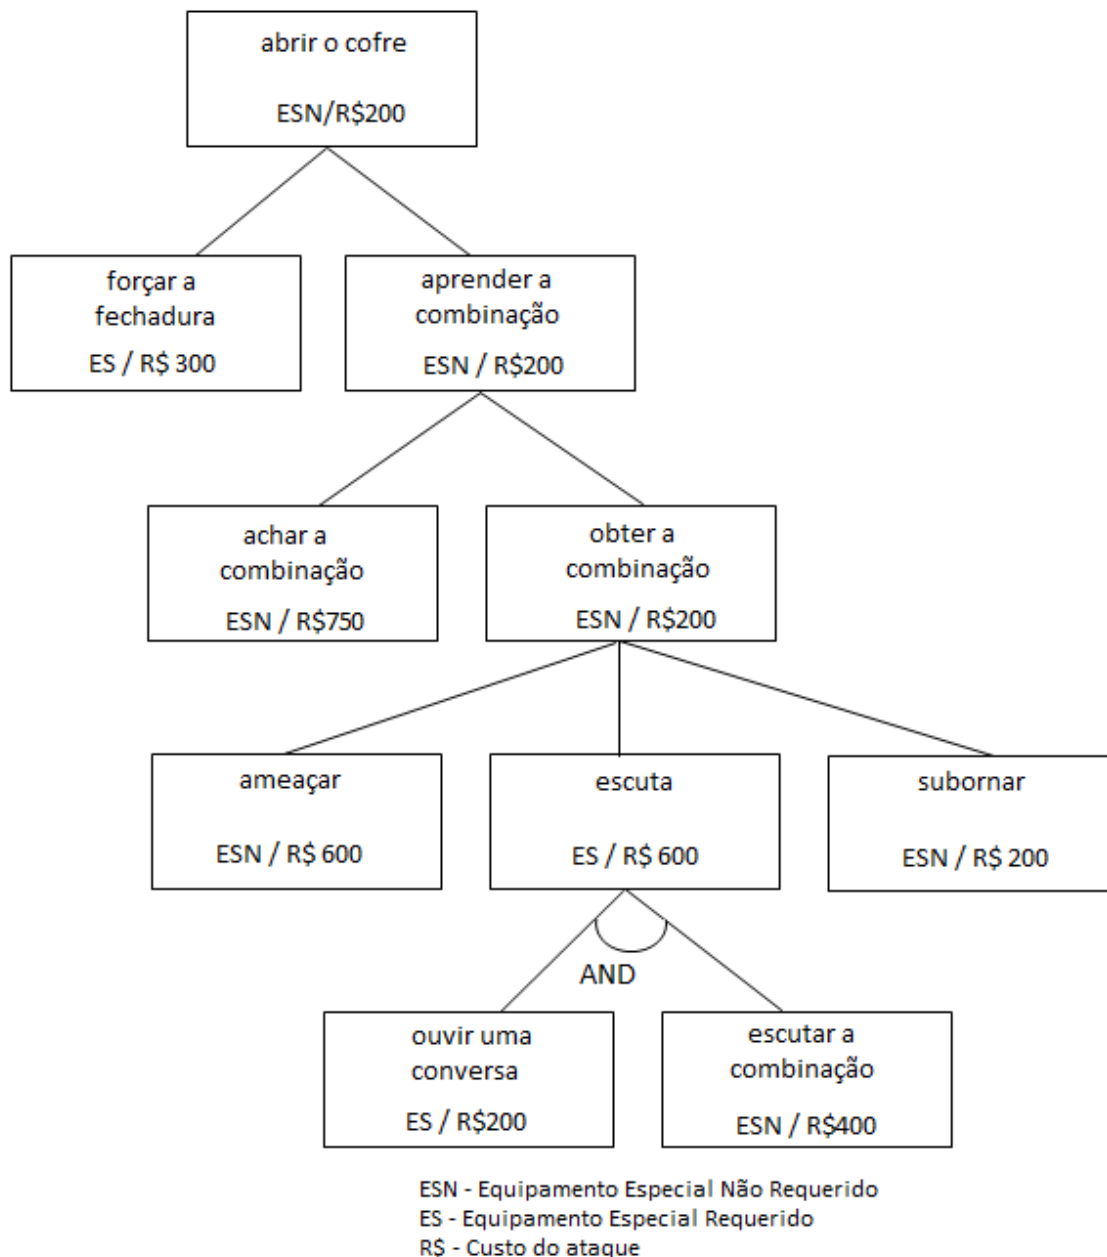 abrir o cofre
ESN/R$200
forçar a
fechadura
ES / R$ 300
aprender a
combinação
ESN / R$200
achar a
combinação
ESN / R$750
obter a
combinação
ESN / R$200
ameaçar
ESN / R$ 600
escuta
ES / R$ 600
subornar
ESN / R$ 200
AND
ouvir uma
conversa
ES / R$200
escutar a
combinação
ESN / R$400
ESN - Equipamento Especial Não Requerido
ES - Equipamento Especial Requerido
R$ - Custo do ataque